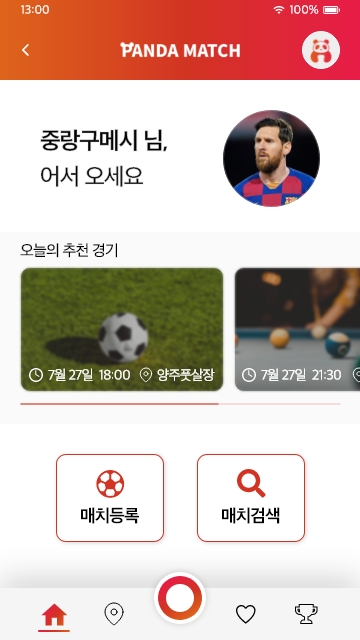 13:00
100%
PANDA MATCH
중랑구메시 님,
어서 오세요
오늘의 추천 경기
7월 27일 18:00 양주풋살장
7월 27일 21:30
매치등록
매치검색